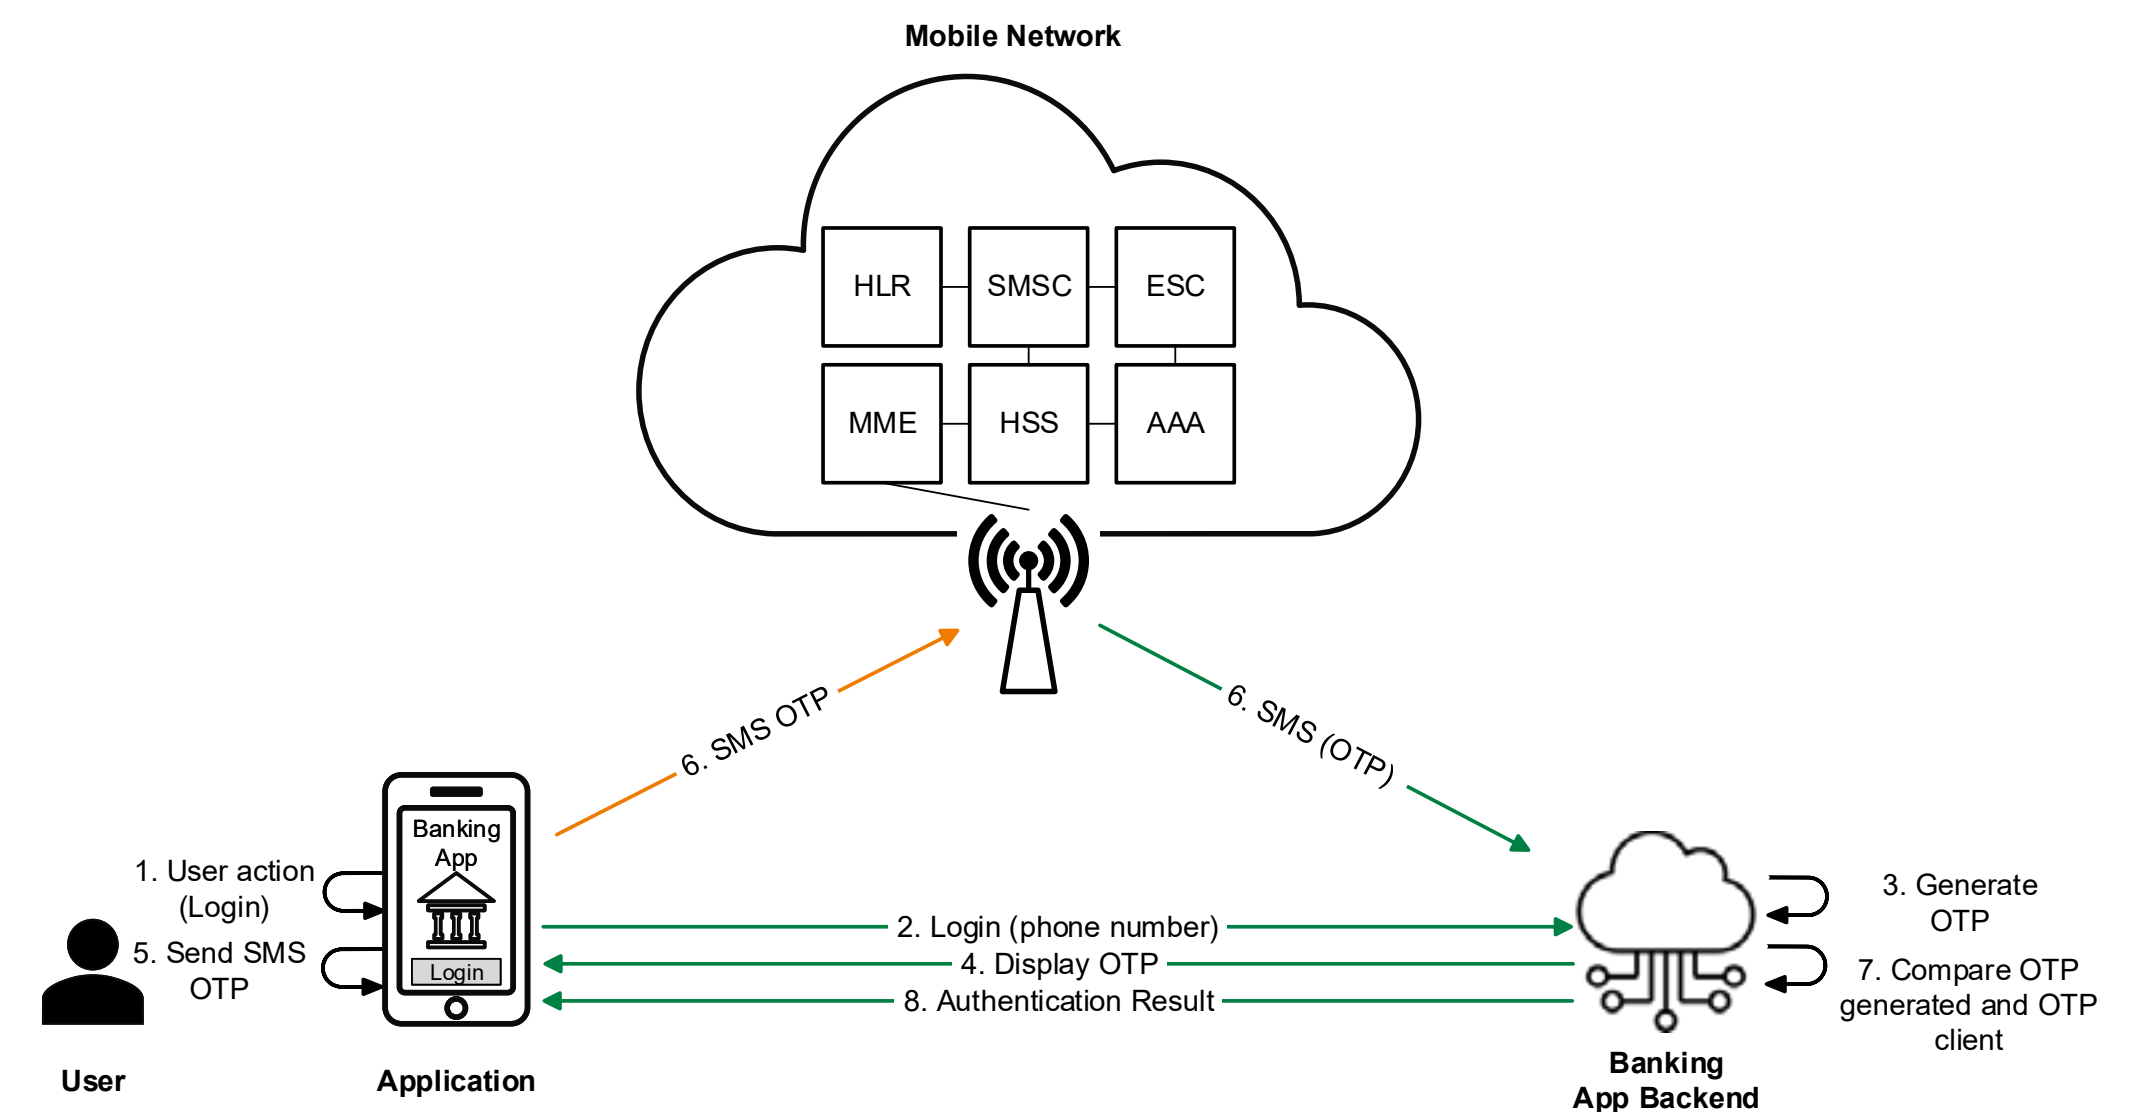 Mobile Network
HLR
SMSC
ESC
MME
HSS
AAA
6. SMS OTP
6. SMS (OTP)
Banking
App
Login
1. User action
(Login)
5. Send SMS
OTP
2. Login (phone number)
4. Display OTP
8. Authentication Result
3. Generate
OTP
7. Compare OTP
generated and OTP
client
User
Application
Banking
App Backend